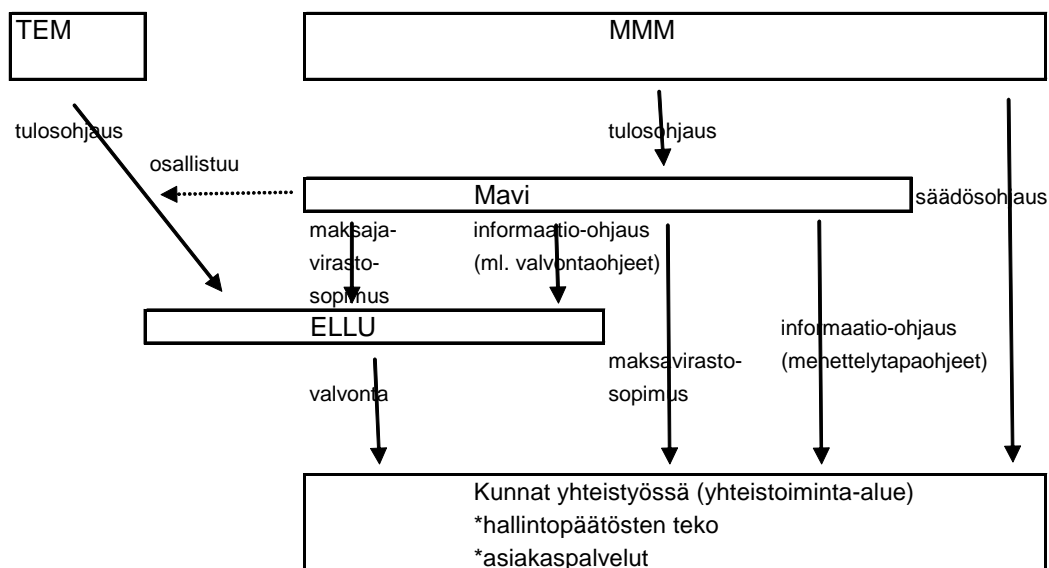 TEM
MMM
tulosohjaus
tulosohjaus
osallistuu
Mavi
säädösohjaus
maksaja-
virasto-
sopimus
informaatio-ohjaus
(ml. valvontaohjeet)
ELLU
informaatio-ohjaus
(menettelytapaohjeet)
maksavirasto-
sopimus
valvonta
Kunnat yhteistyössä (yhteistoiminta-alue)
*hallintopäätösten teko
*asiakaspalvelut